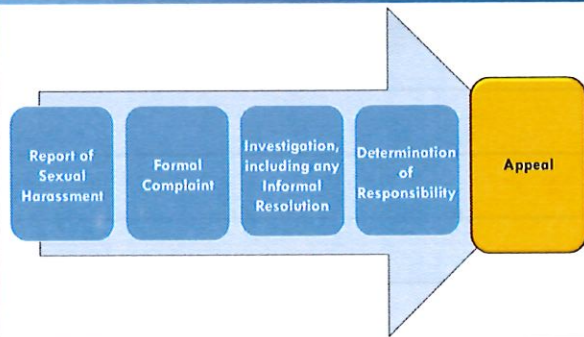 Report of
Sexual
Harassment
Formal
Complaint
Investigation,
including any
Informal
Resolution
Determination
of
Responsibility
Appeal